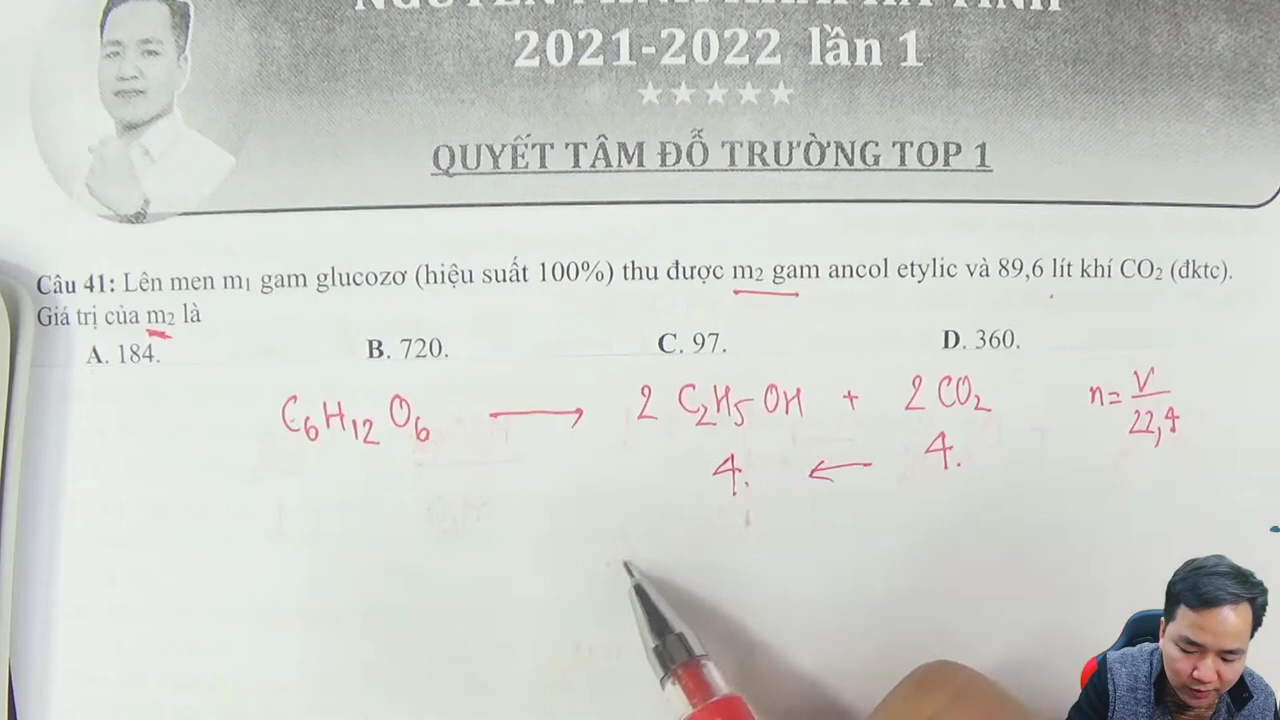 2021-2022 lần 1
QUYẾT TÂM ĐỖ TRƯỜNG TOP 1
Câu 41: Lên men m₁ gam glucozơ (hiệu suất 100%) thu được m₂ gam ancol etylic và 89,6 lít khí CO₂ (đktc).
Giá trị của m₂ là
A. 184. B. 720. C. 97. D. 360.
C₆H₁₂O₆ → 2 C₂H₅OH + 2 CO₂ n = V/22,4
4. ← 4.